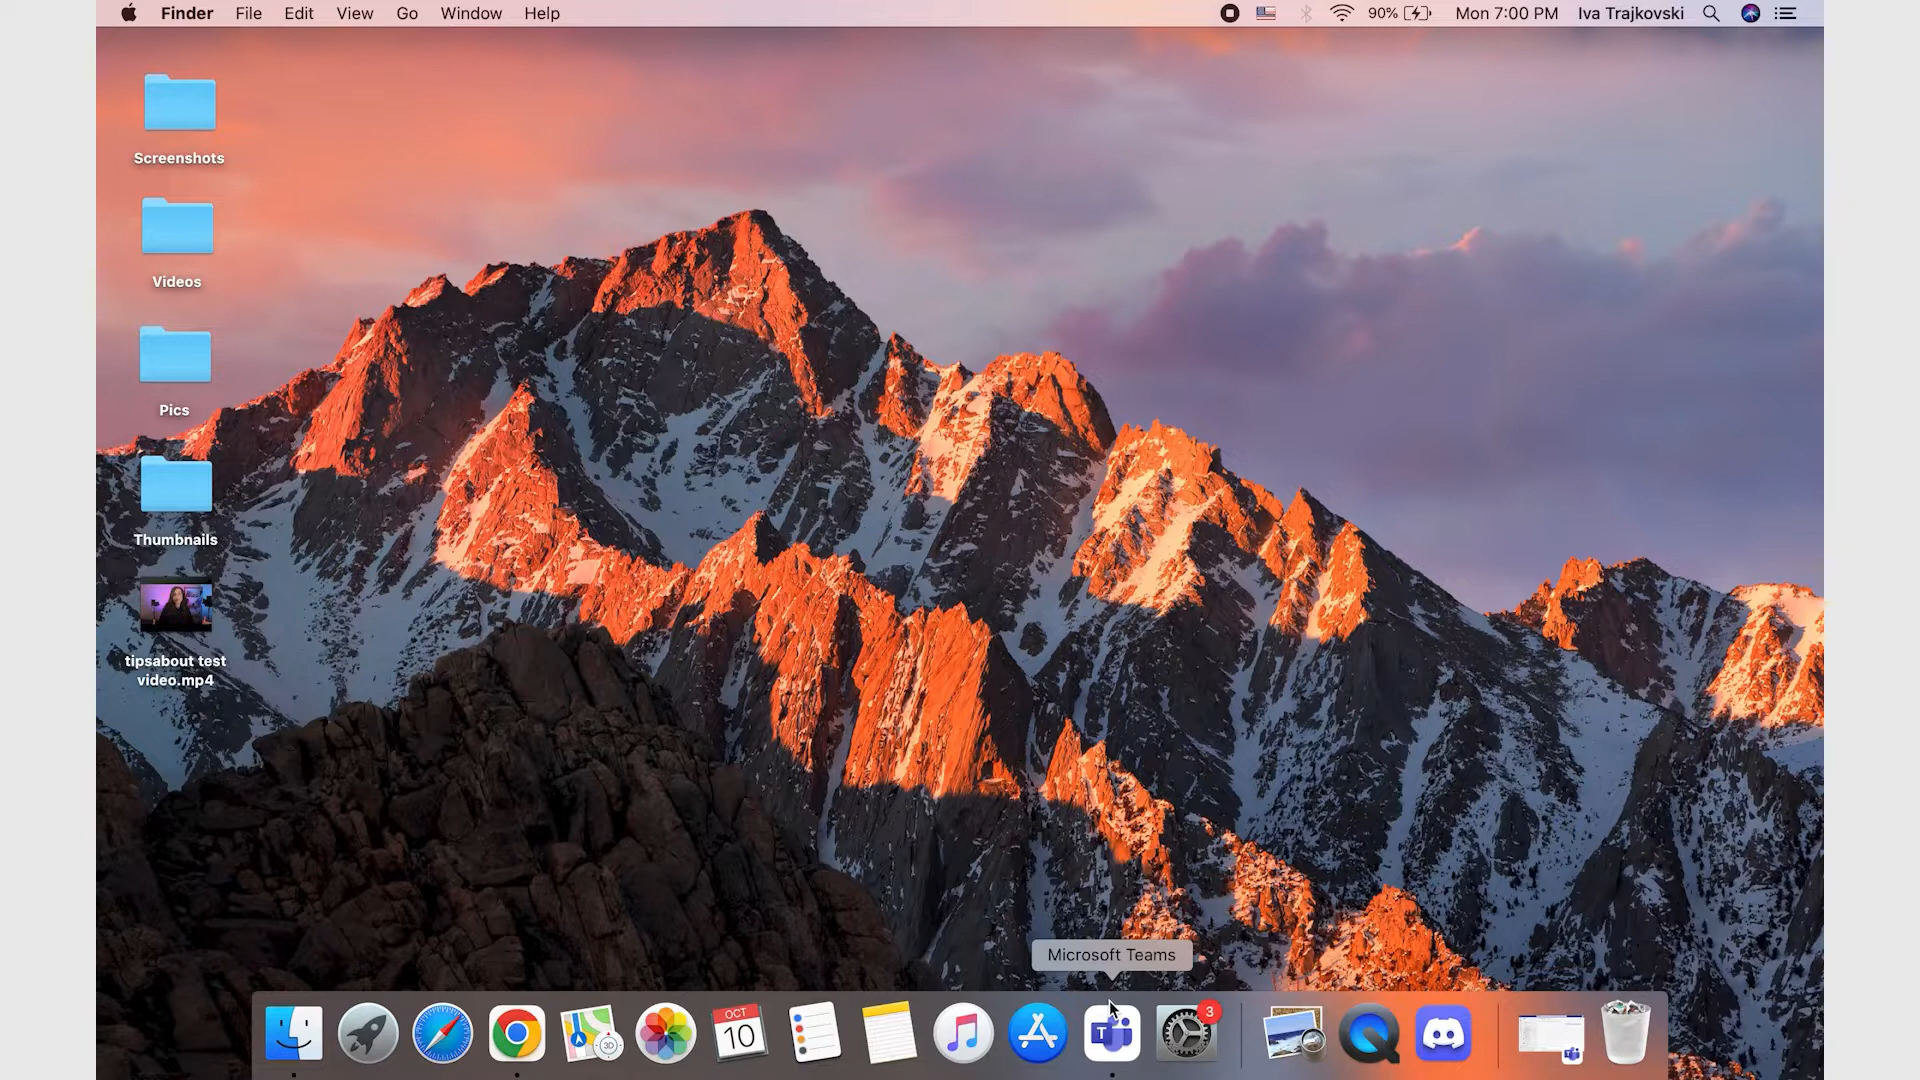 Finder File Edit View Go Window Help 90% Mon 7:00 PM Iva Trajkovski
Screenshots
Videos
Pics
Thumbnails
tipsabout test
video.mp4
Microsoft Teams
3D
OCT
10
T
3